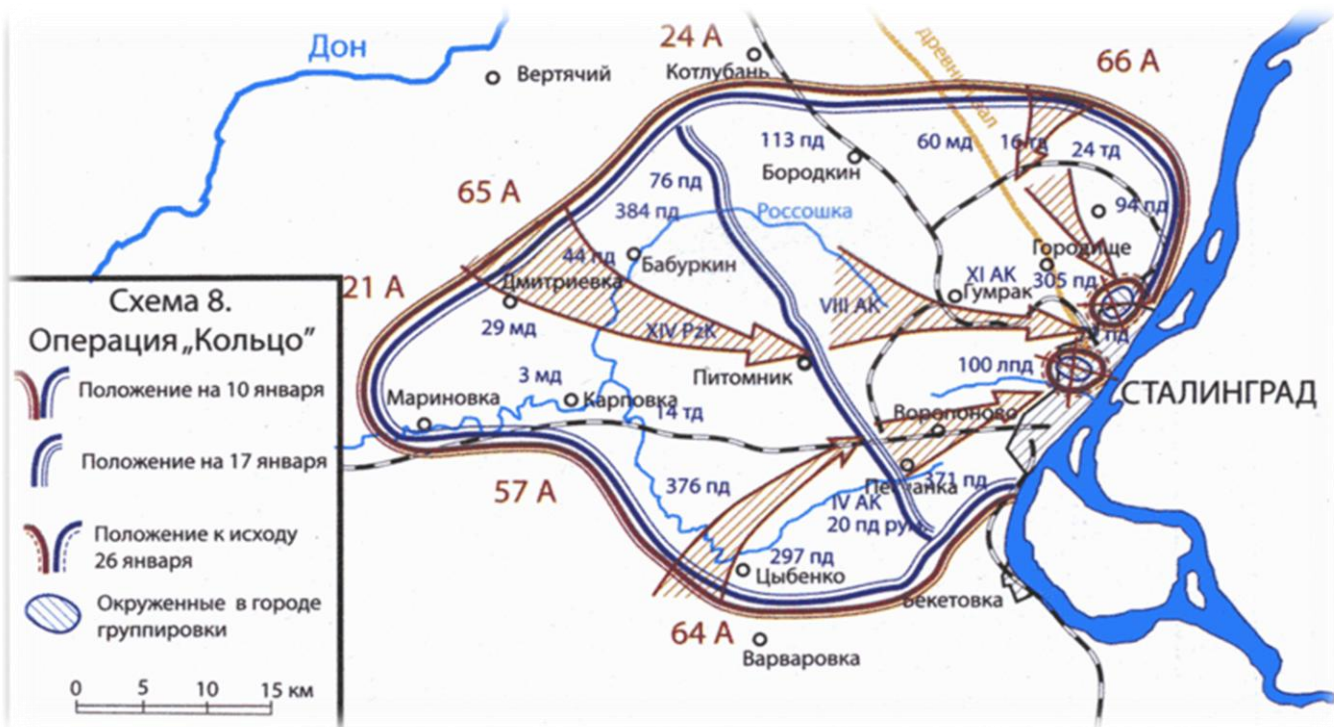 Дон
Вертячий
24 А
Котлубань
древний вал
66 А
113 пд
Бородкин
60 мд
16 тд
24 тд
65 А
76 пд
384 пд
Россошка
94 пд
44 пд
Бабуркин
Городище
21 А
Дмитриевка
XI АК
305 пд
Гумрак
VIII АК
29 мд
XIV PzK
пд
Питомник
100 лпд
3 мд
Мариновка
Карповка
14 тд
Воропоново
СТАЛИНГРАД
57 А
376 пд
Песчанка
371 пд
IV АК
20 пд рум.
297 пд
Цыбенко
Бекетовка
64 А
Варваровка
Схема 8.
Операция „Кольцо”
Положение на 10 января
Положение на 17 января
Положение к исходу
26 января
Окруженные в городе
группировки
0 5 10 15 км